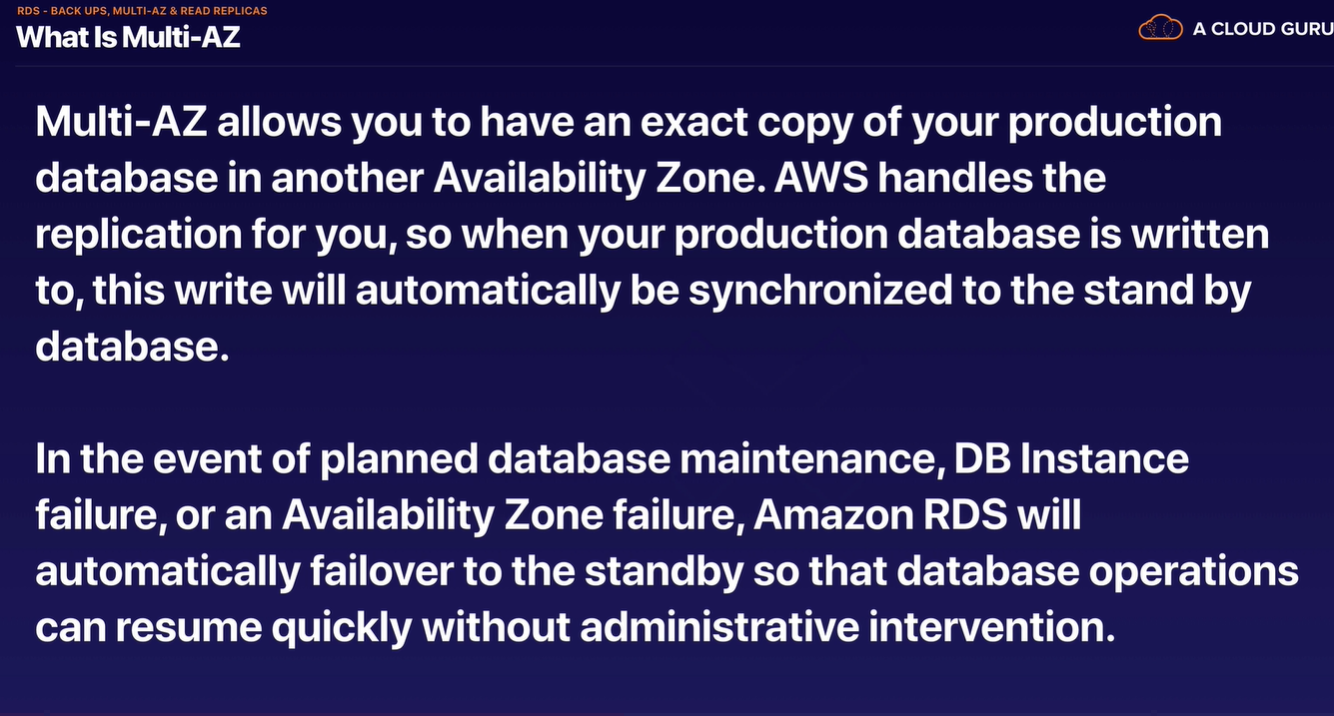 RDS - BACK UPS, MULTI-AZ & READ REPLICAS
What Is Multi-AZ
A CLOUD GURU
Multi-AZ allows you to have an exact copy of your production
database in another Availability Zone. AWS handles the
replication for you, so when your production database is written
to, this write will automatically be synchronized to the stand by
database.
In the event of planned database maintenance, DB Instance
failure, or an Availability Zone failure, Amazon RDS will
automatically failover to the standby so that database operations
can resume quickly without administrative intervention.